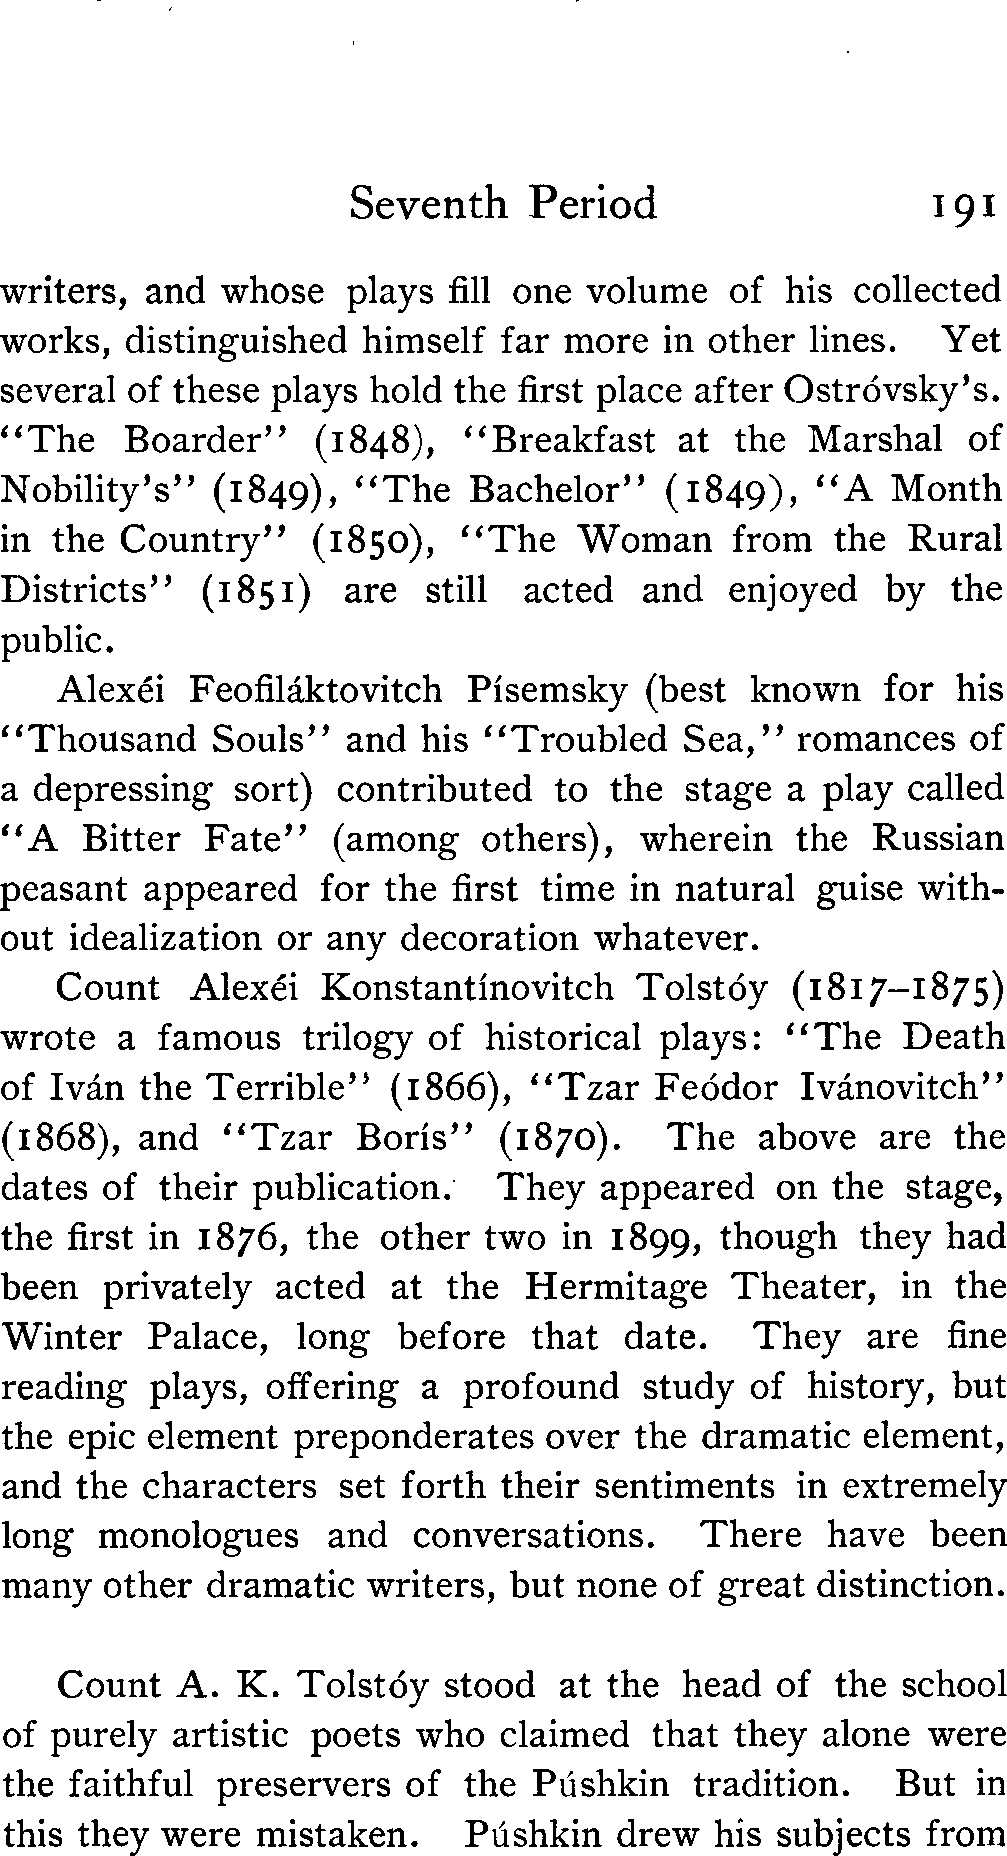 Seventh Period 191
writers, and whose plays fill one volume of his collected
works, distinguished himself far more in other lines. Yet
several of these plays hold the first place after Ostróvsky's.
"The Boarder" (1848), "Breakfast at the Marshal of
Nobility's" (1849), "The Bachelor" (1849), "A Month
in the Country" (1850), "The Woman from the Rural
Districts" (1851) are still acted and enjoyed by the
public.
Alexéi Feofiláktovitch Písemsky (best known for his
"Thousand Souls" and his "Troubled Sea," romances of
a depressing sort) contributed to the stage a play called
"A Bitter Fate" (among others), wherein the Russian
peasant appeared for the first time in natural guise with-
out idealization or any decoration whatever.
Count Alexéi Konstantínovitch Tolstóy (1817–1875)
wrote a famous trilogy of historical plays: "The Death
of Iván the Terrible" (1866), "Tzar Feódor Ivánovitch"
(1868), and "Tzar Borís" (1870). The above are the
dates of their publication. They appeared on the stage,
the first in 1876, the other two in 1899, though they had
been privately acted at the Hermitage Theater, in the
Winter Palace, long before that date. They are fine
reading plays, offering a profound study of history, but
the epic element preponderates over the dramatic element,
and the characters set forth their sentiments in extremely
long monologues and conversations. There have been
many other dramatic writers, but none of great distinction.
Count A. K. Tolstóy stood at the head of the school
of purely artistic poets who claimed that they alone were
the faithful preservers of the Púshkin tradition. But in
this they were mistaken. Púshkin drew his subjects from